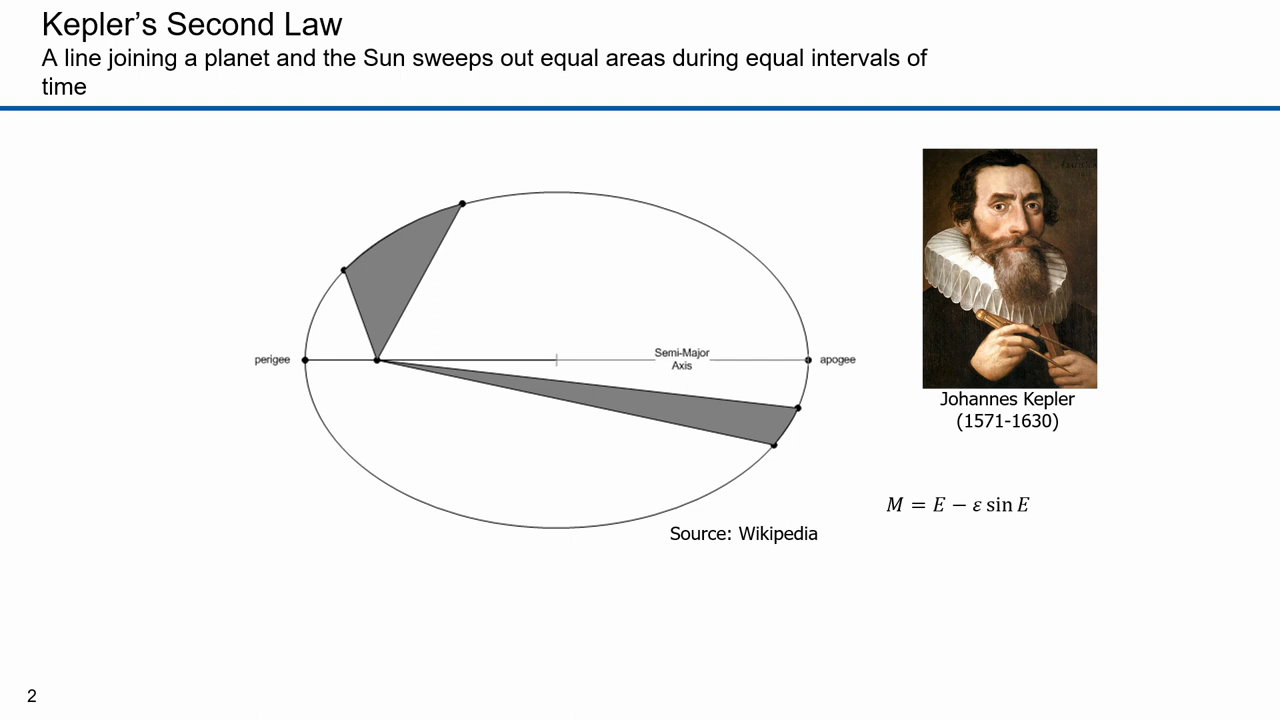 Kepler’s Second Law
A line joining a planet and the Sun sweeps out equal areas during equal intervals of
time
perigee
Semi-Major
Axis
apogee
Johannes Kepler
(1571-1630)
M = E − ε sin E
Source: Wikipedia
2